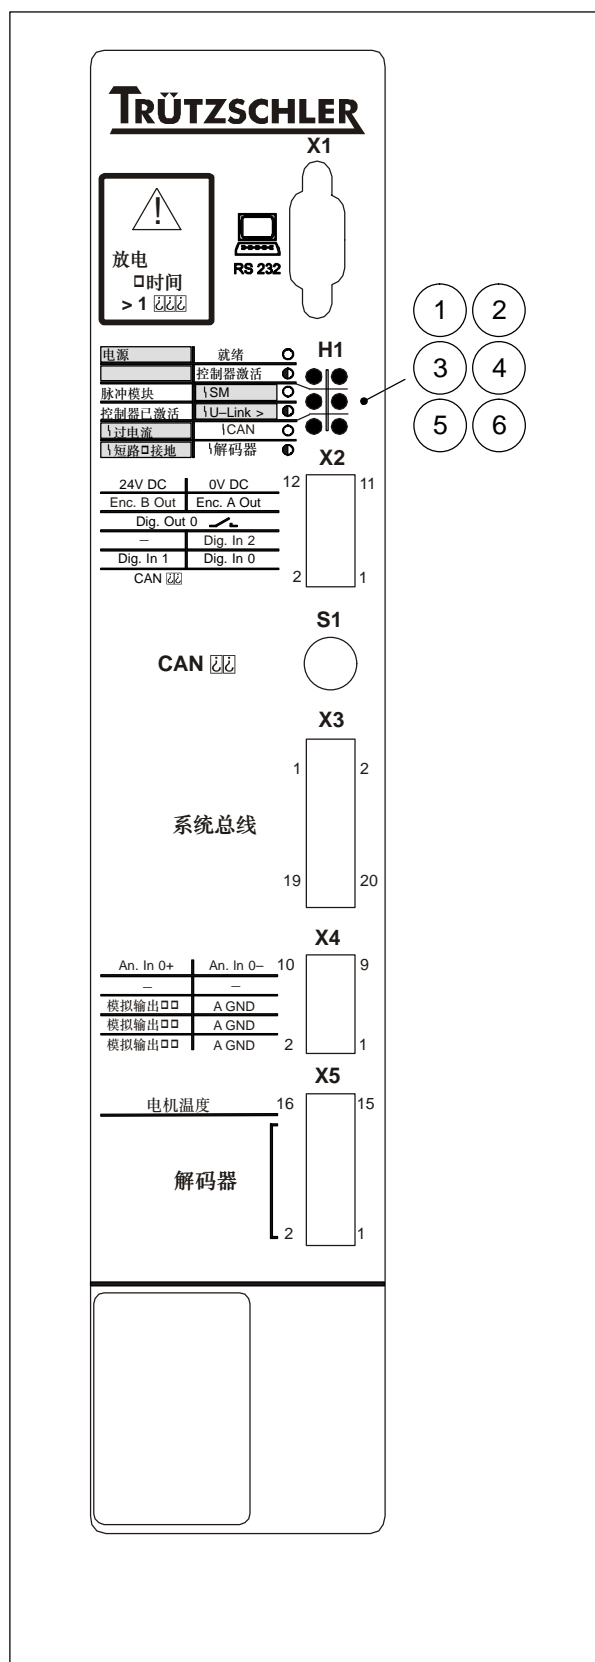 TRÜTZSCHLER
X1
放电
时间
> 1
RS 232
1 2
3 4
5 6
H1
电源 就绪
控制器激活
脉冲模块 \SM
控制器已激活 \U–Link >
\过电流 \CAN
\短路 接地 \解码器
X2
24V DC 0V DC 12 11
Enc. B Out Enc. A Out
Dig. Out 0
– Dig. In 2
Dig. In 1 Dig. In 0
CAN 2 1
S1
CAN
X3
1 2
系统总线
19 20
X4
An. In 0+ An. In 0– 10 9
– –
模拟输出 A GND
模拟输出 A GND
模拟输出 A GND 2 1
X5
电机温度 16 15
解码器
2 1